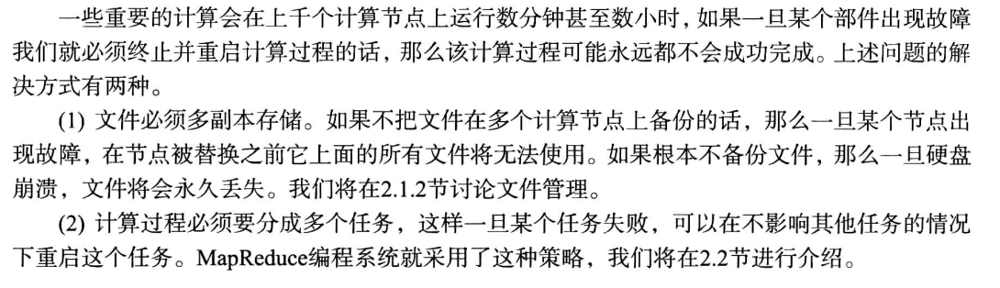 一些重要的计算会在上千个计算节点上运行数分钟甚至数小时，如果一旦某个部件出现故障
我们就必须终止并重启计算过程的话，那么该计算过程可能永远都不会成功完成。上述问题的解
决方式有两种。
(1) 文件必须多副本存储。如果不把文件在多个计算节点上备份的话，那么一旦某个节点出
现故障，在节点被替换之前它上面的所有文件将无法使用。如果根本不备份文件，那么一旦硬盘
崩溃，文件将会永久丢失。我们将在2.1.2节讨论文件管理。
(2) 计算过程必须要分成多个任务，这样一旦某个任务失败，可以在不影响其他任务的情况
下重启这个任务。MapReduce编程系统就采用了这种策略，我们将在2.2节进行介绍。